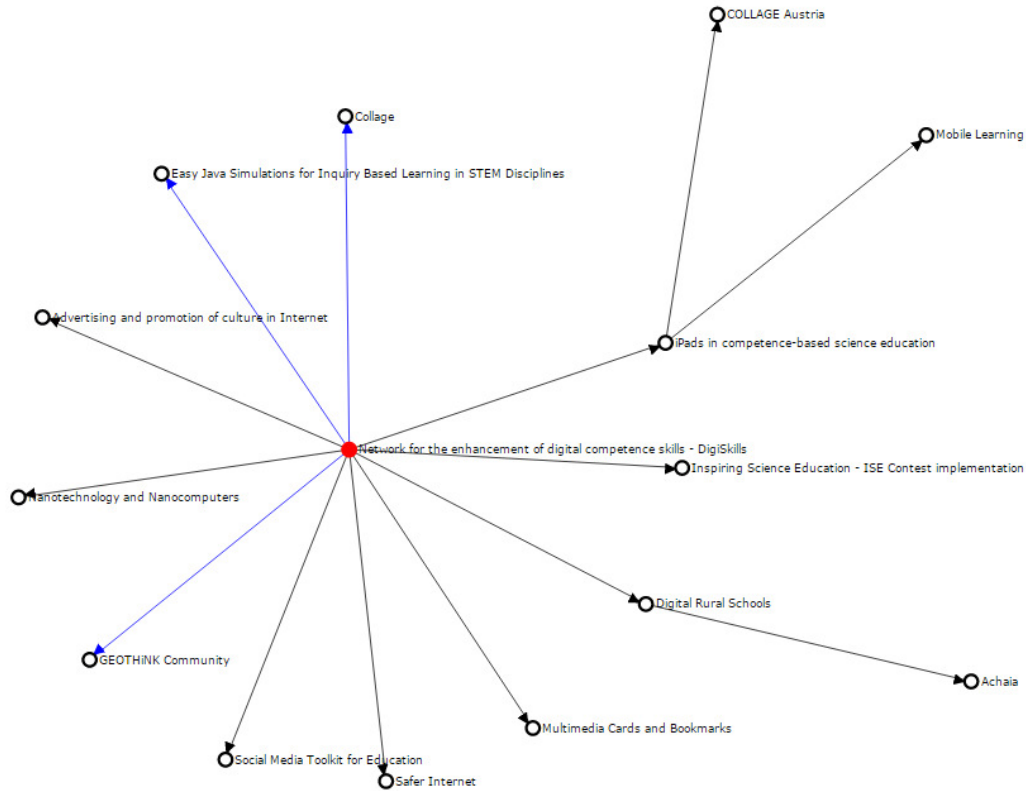 COLLAGE Austria
Collage
Mobile Learning
Easy Java Simulations for Inquiry Based Learning in STEM Disciplines
Advertising and promotion of culture in Internet
iPads in competence-based science education
Network for the enhancement of digital competence skills - DigiSkills
Inspiring Science Education - ISE Contest implementation
Nanotechnology and Nanocomputers
Digital Rural Schools
GEOTHiNK Community
Achaia
Multimedia Cards and Bookmarks
Social Media Toolkit for Education
Safer Internet